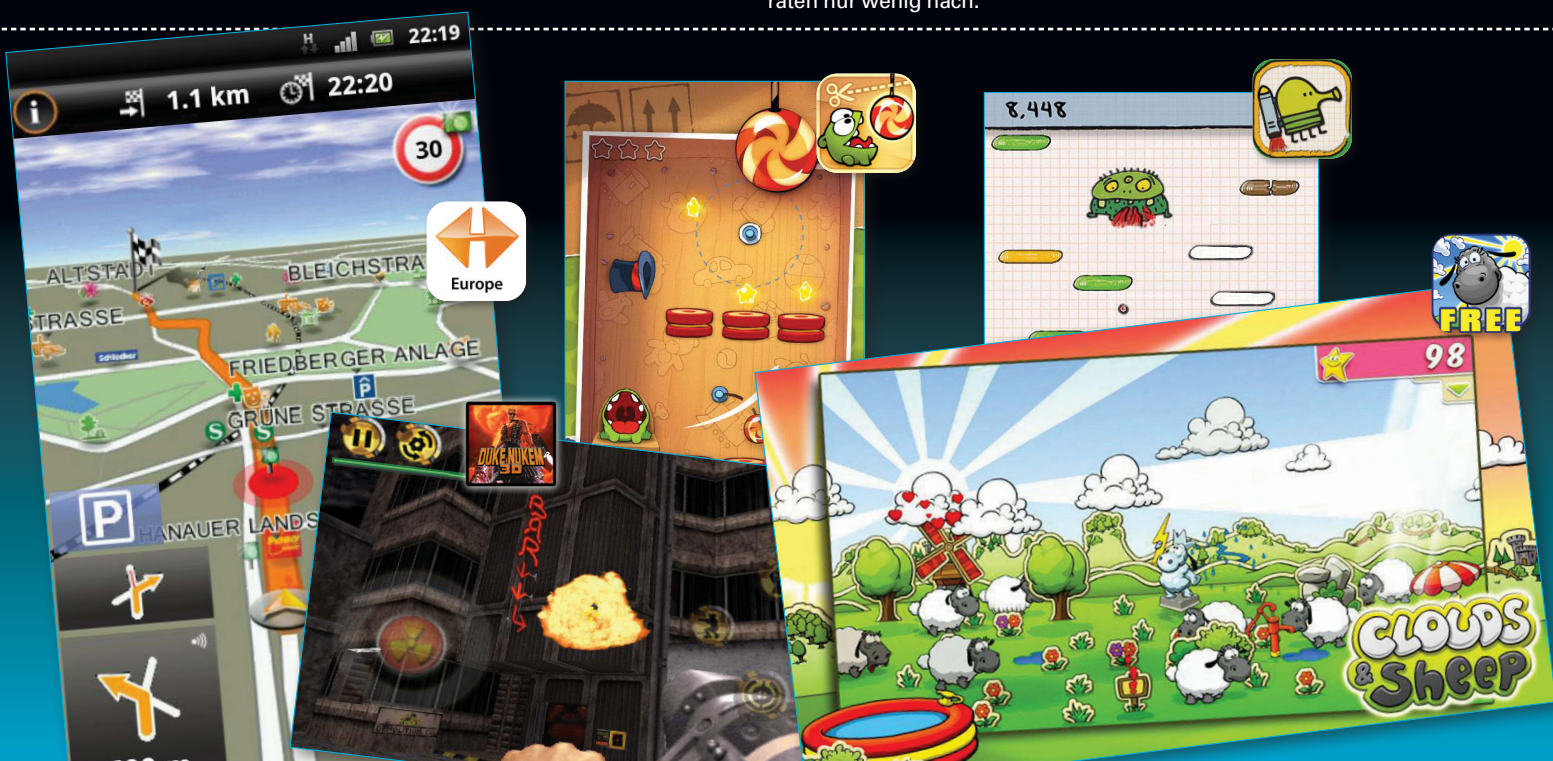 raten nur wenig nach.
H 22:19
i 1.1 km 22:20
30
Europe
ALTSTADT
BLEICHSTRA
STRASSE
Schlecker
FRIEDBERGER ANLAGE
P
GRÜNE STRASSE
S S
P
HANAUER LANDS
DUKE NUKEM
3D
8,448
FREE
98
CLOUDS
& Sheep